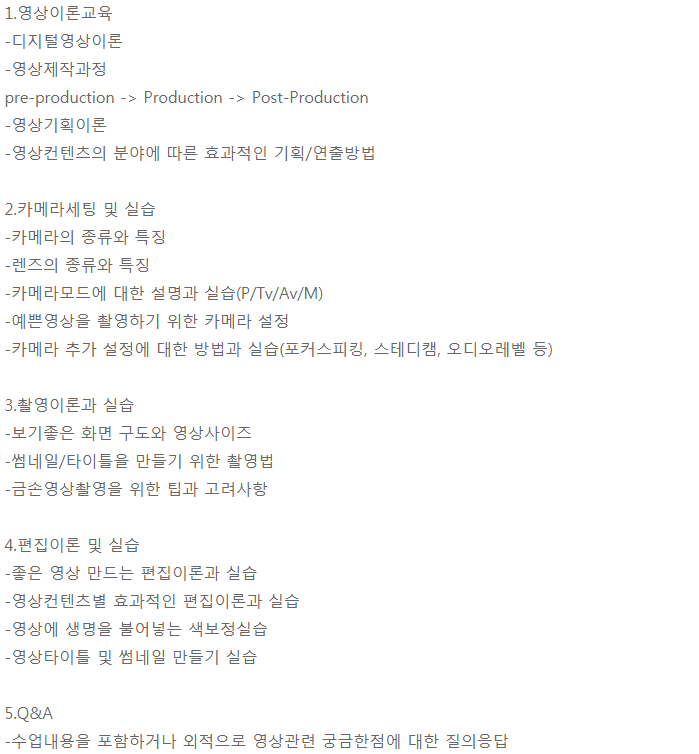 1.영상이론교육
-디지털영상이론
-영상제작과정
pre-production -> Production -> Post-Production
-영상기획이론
-영상컨텐츠의 분야에 따른 효과적인 기획/연출방법
2.카메라세팅 및 실습
-카메라의 종류와 특징
-렌즈의 종류와 특징
-카메라모드에 대한 설명과 실습(P/Tv/Av/M)
-예쁜영상을 촬영하기 위한 카메라 설정
-카메라 추가 설정에 대한 방법과 실습(포커스피킹, 스테디캠, 오디오레벨 등)
3.촬영이론과 실습
-보기좋은 화면 구도와 영상사이즈
-썸네일/타이틀을 만들기 위한 촬영법
-금손영상촬영을 위한 팁과 고려사항
4.편집이론 및 실습
-좋은 영상 만드는 편집이론과 실습
-영상컨텐츠별 효과적인 편집이론과 실습
-영상에 생명을 불어넣는 색보정실습
-영상타이틀 및 썸네일 만들기 실습
5.Q&A
-수업내용을 포함하거나 외적으로 영상관련 궁금한점에 대한 질의응답